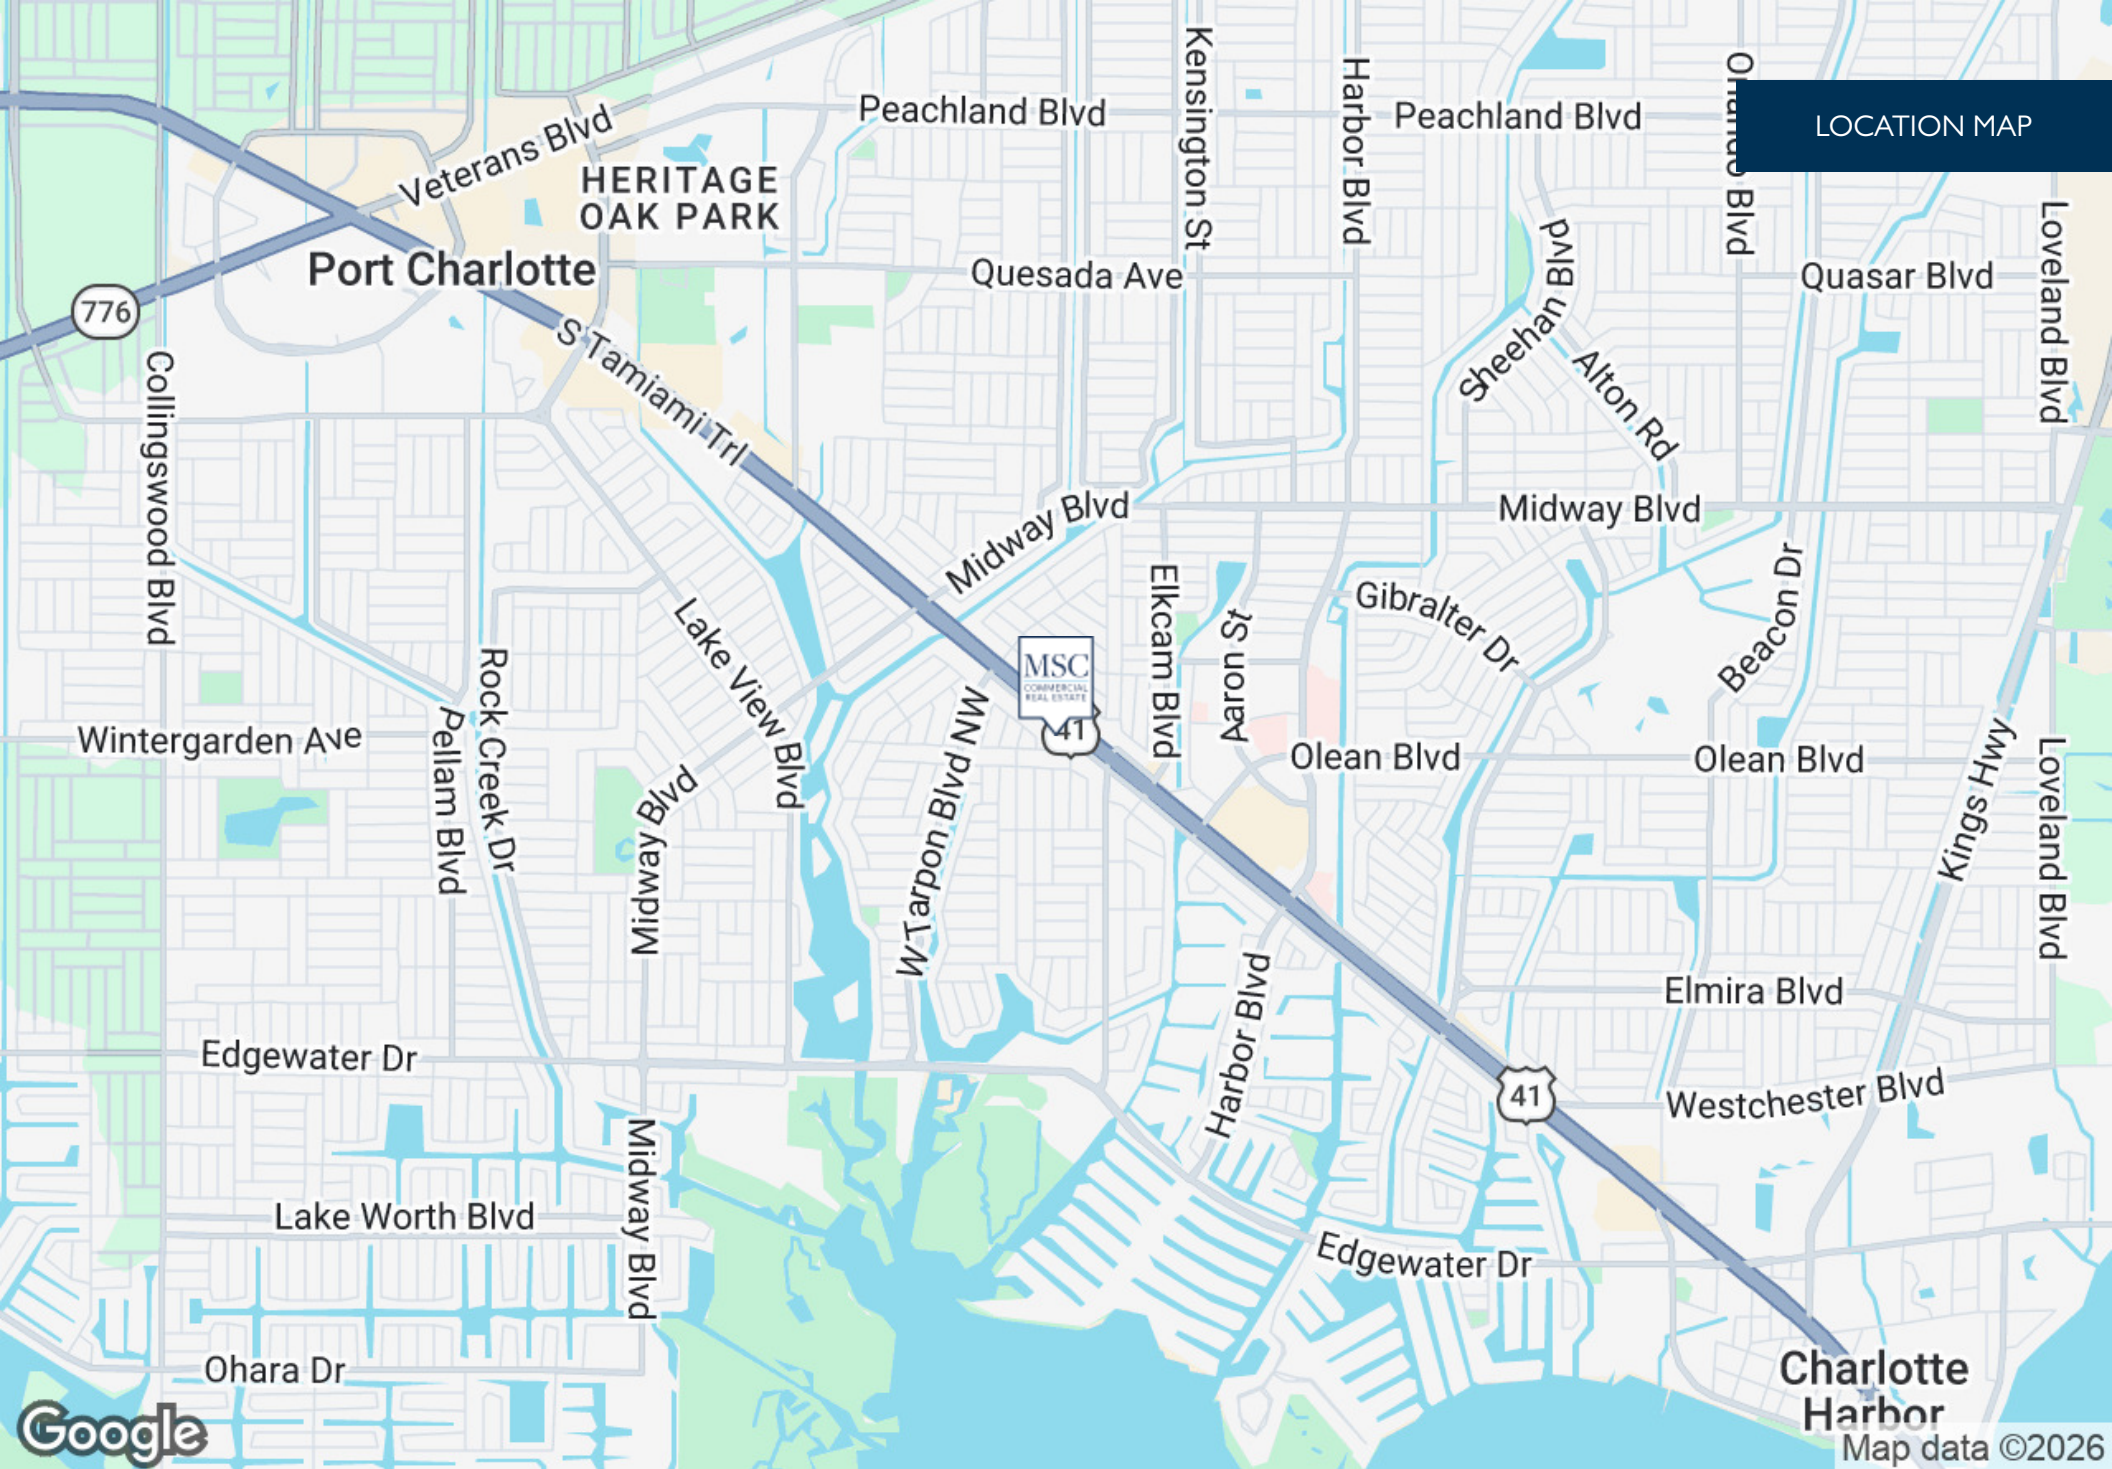 Peachland Blvd
Peachland Blvd
LOCATION MAP
Kensington St
Harbor Blvd
Blvd
Veterans Blvd
HERITAGE
OAK PARK
Port Charlotte
776
Quesada Ave
Sheehan Blvd
Quasar Blvd
Loveland Blvd
S Tamiami Trl
Alton Rd
Collingswood Blvd
Midway Blvd
Midway Blvd
Elkcam Blvd
Aaron St
Gibralter Dr
Beacon Dr
Lake View Blvd
MSC
COMMERCIAL
REAL ESTATE
41
Rock Creek Dr
Pellam Blvd
Wintergarden Ave
W Tarpon Blvd NW
Olean Blvd
Olean Blvd
Kings Hwy
Loveland Blvd
Midway Blvd
Harbor Blvd
Elmira Blvd
Edgewater Dr
41
Westchester Blvd
Midway Blvd
Lake Worth Blvd
Edgewater Dr
Ohara Dr
Charlotte
Harbor
Google
Map data ©2026